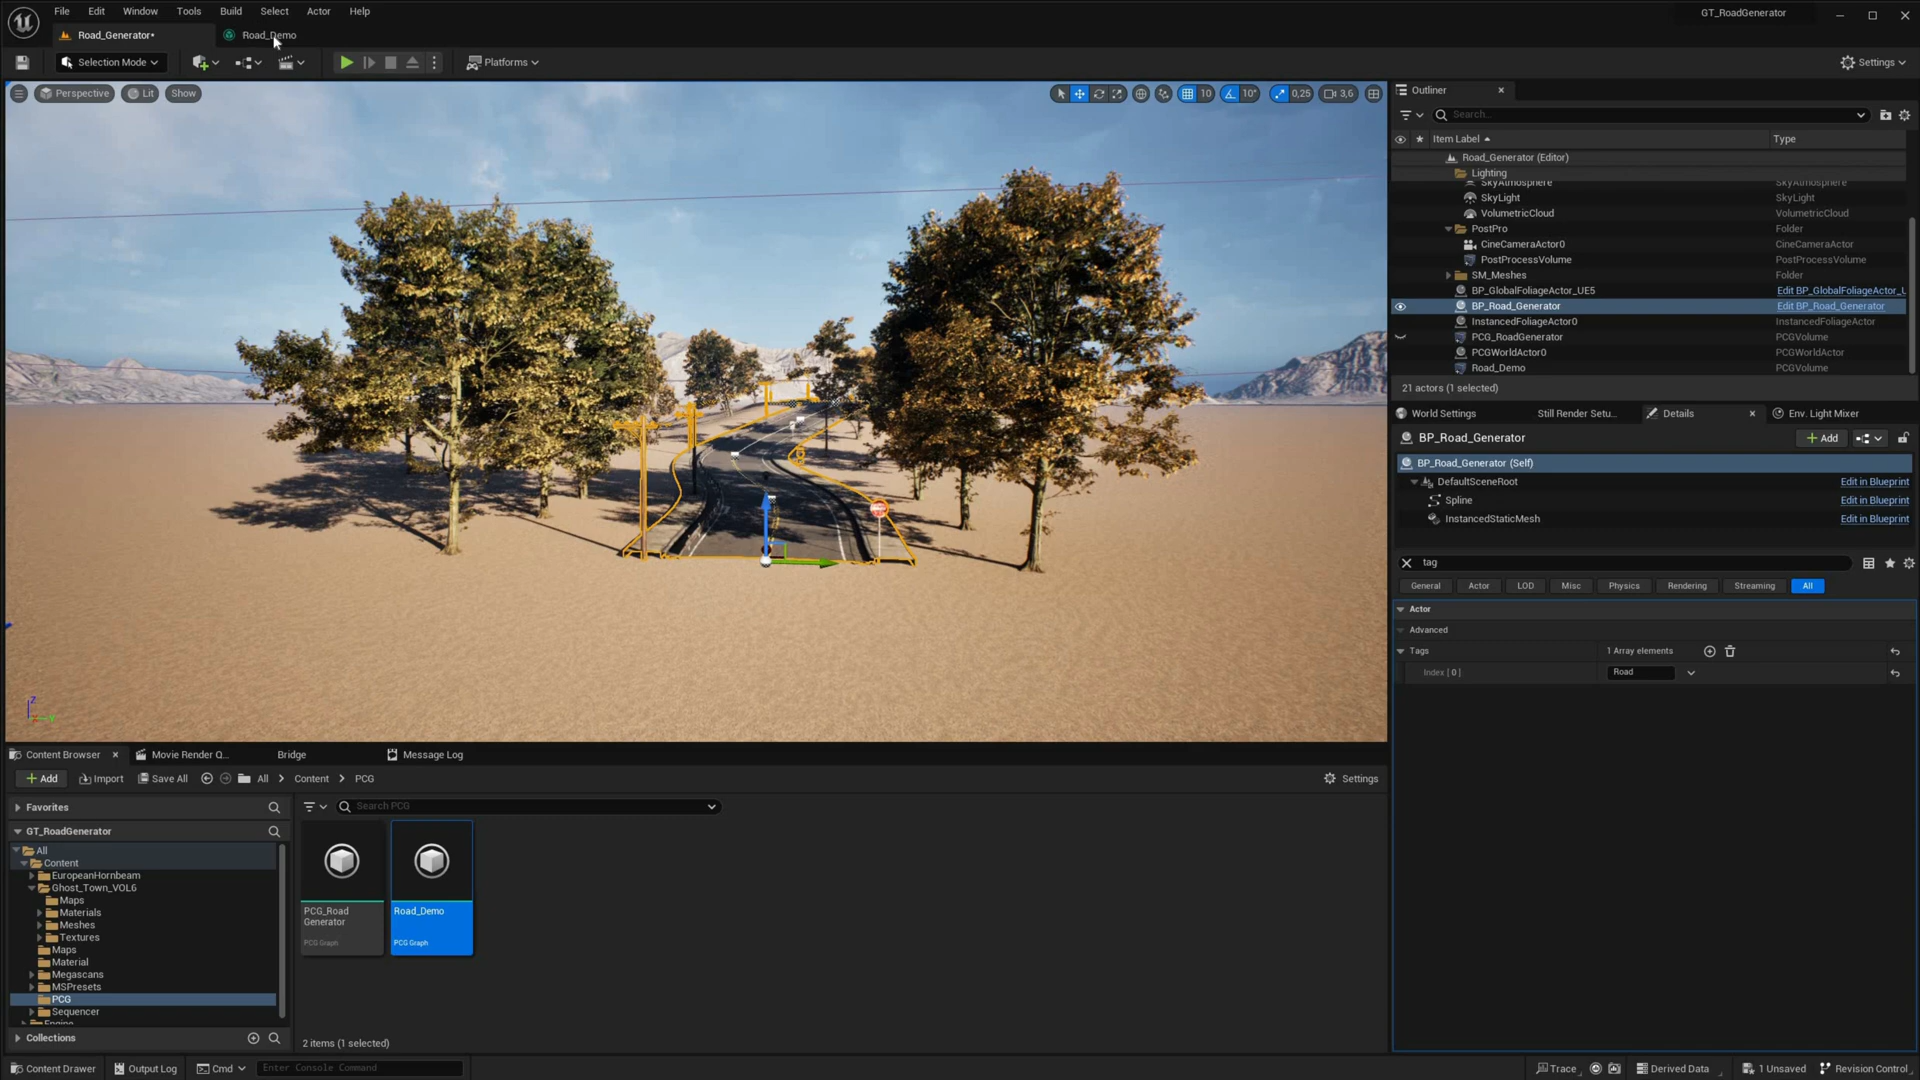 File Edit Window Tools Build Select Actor Help
GT_RoadGenerator
Road_Generator•
Road_Demo
Selection Mode
Platforms
Settings
Perspective
Lit
Show
10
10°
0,25
3,6
Outliner
Search...
Item Label
Type
Road_Generator (Editor)
Lighting
SkyAtmosphere SkyAtmosphere
SkyLight SkyLight
VolumetricCloud VolumetricCloud
PostPro Folder
CineCameraActor0 CineCameraActor
PostProcessVolume PostProcessVolume
SM_Meshes Folder
BP_GlobalFoliageActor_UE5 Edit BP_GlobalFoliageActor_U
BP_Road_Generator Edit BP_Road_Generator
InstancedFoliageActor0 InstancedFoliageActor
PCG_RoadGenerator PCGVolume
PCGWorldActor0 PCGWorldActor
Road_Demo PCGVolume
21 actors (1 selected)
World Settings
Still Render Setu...
Details
Env. Light Mixer
BP_Road_Generator
Add
BP_Road_Generator (Self)
DefaultSceneRoot Edit in Blueprint
Spline Edit in Blueprint
InstancedStaticMesh Edit in Blueprint
tag
General Actor LOD Misc Physics Rendering Streaming All
Actor
Advanced
Tags 1 Array elements
Index [ 0 ] Road
Z
Y
Content Browser
Movie Render Q...
Bridge
Message Log
Add Import Save All All Content PCG
Settings
Favorites
Search PCG
GT_RoadGenerator
All
Content
EuropeanHornbeam
Ghost_Town_VOL6
Maps
Materials
Meshes
Textures
Maps
Material
Megascans
MSPresets
PCG
Sequencer
Engine
Collections
PCG_Road
Generator
PCG Graph
Road_Demo
PCG Graph
2 items (1 selected)
Content Drawer
Output Log
Cmd
Enter Console Command
Trace
Derived Data
1 Unsaved
Revision Control